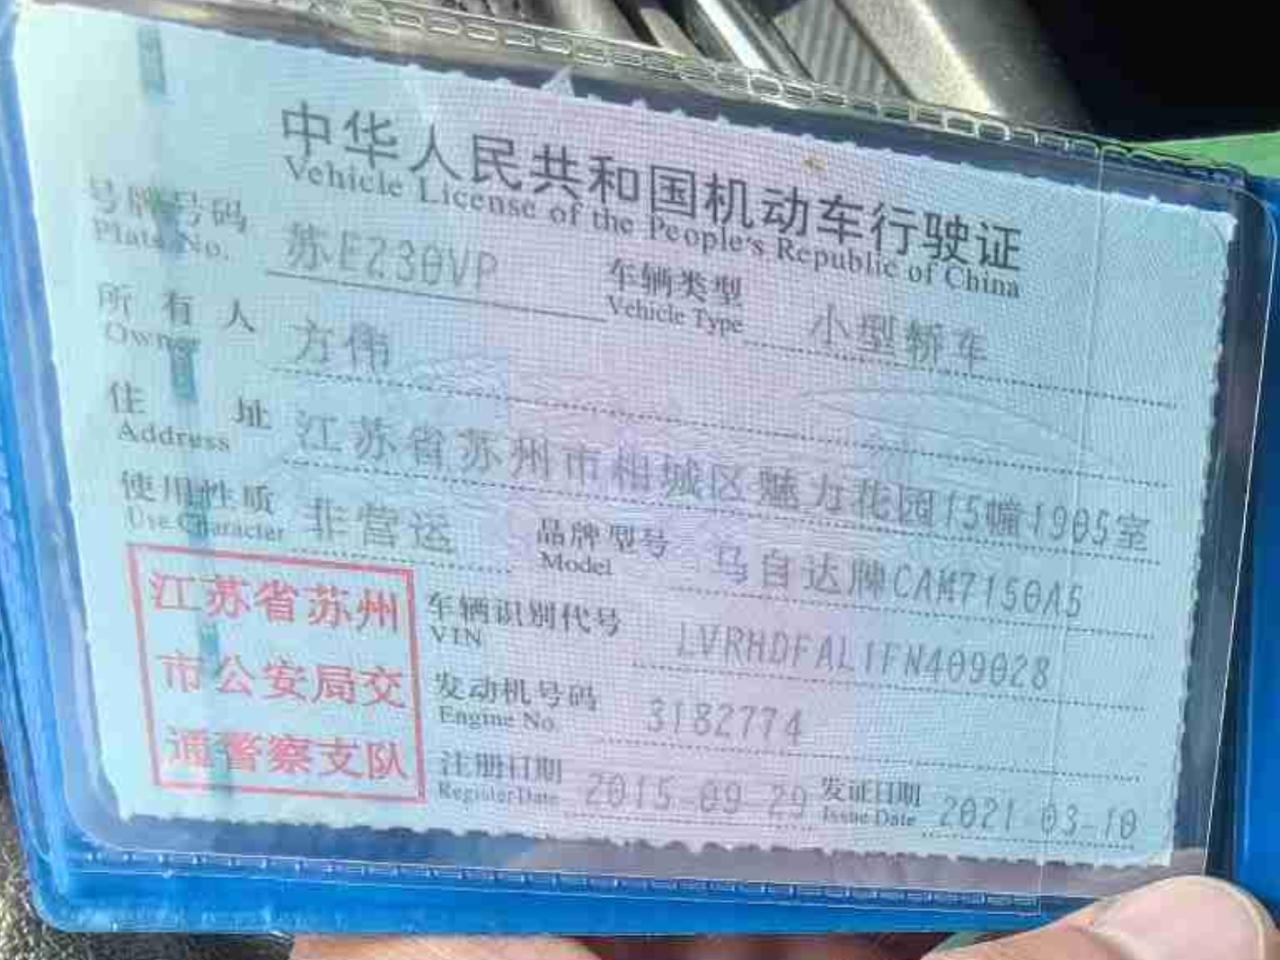 中华人民共和国机动车行驶证
Vehicle License of the People's Republic of China
号牌号码 苏EZ30VP 车辆类型 小型轿车
Plate No. Vehicle Type
所有人 方伟
Owner
住址 江苏省苏州市相城区魅力花园15幢1905室
Address
使用性质 非营运 品牌型号 马自达牌CAM7150A5
Use Character Model
江苏省苏州
市公安局交
通警察支队
车辆识别代号 LVRHDFAL1FN409028
VIN
发动机号码 3182774
Engine No.
注册日期 2015-09-29 发证日期 2021-03-10
Register Date Issue Date